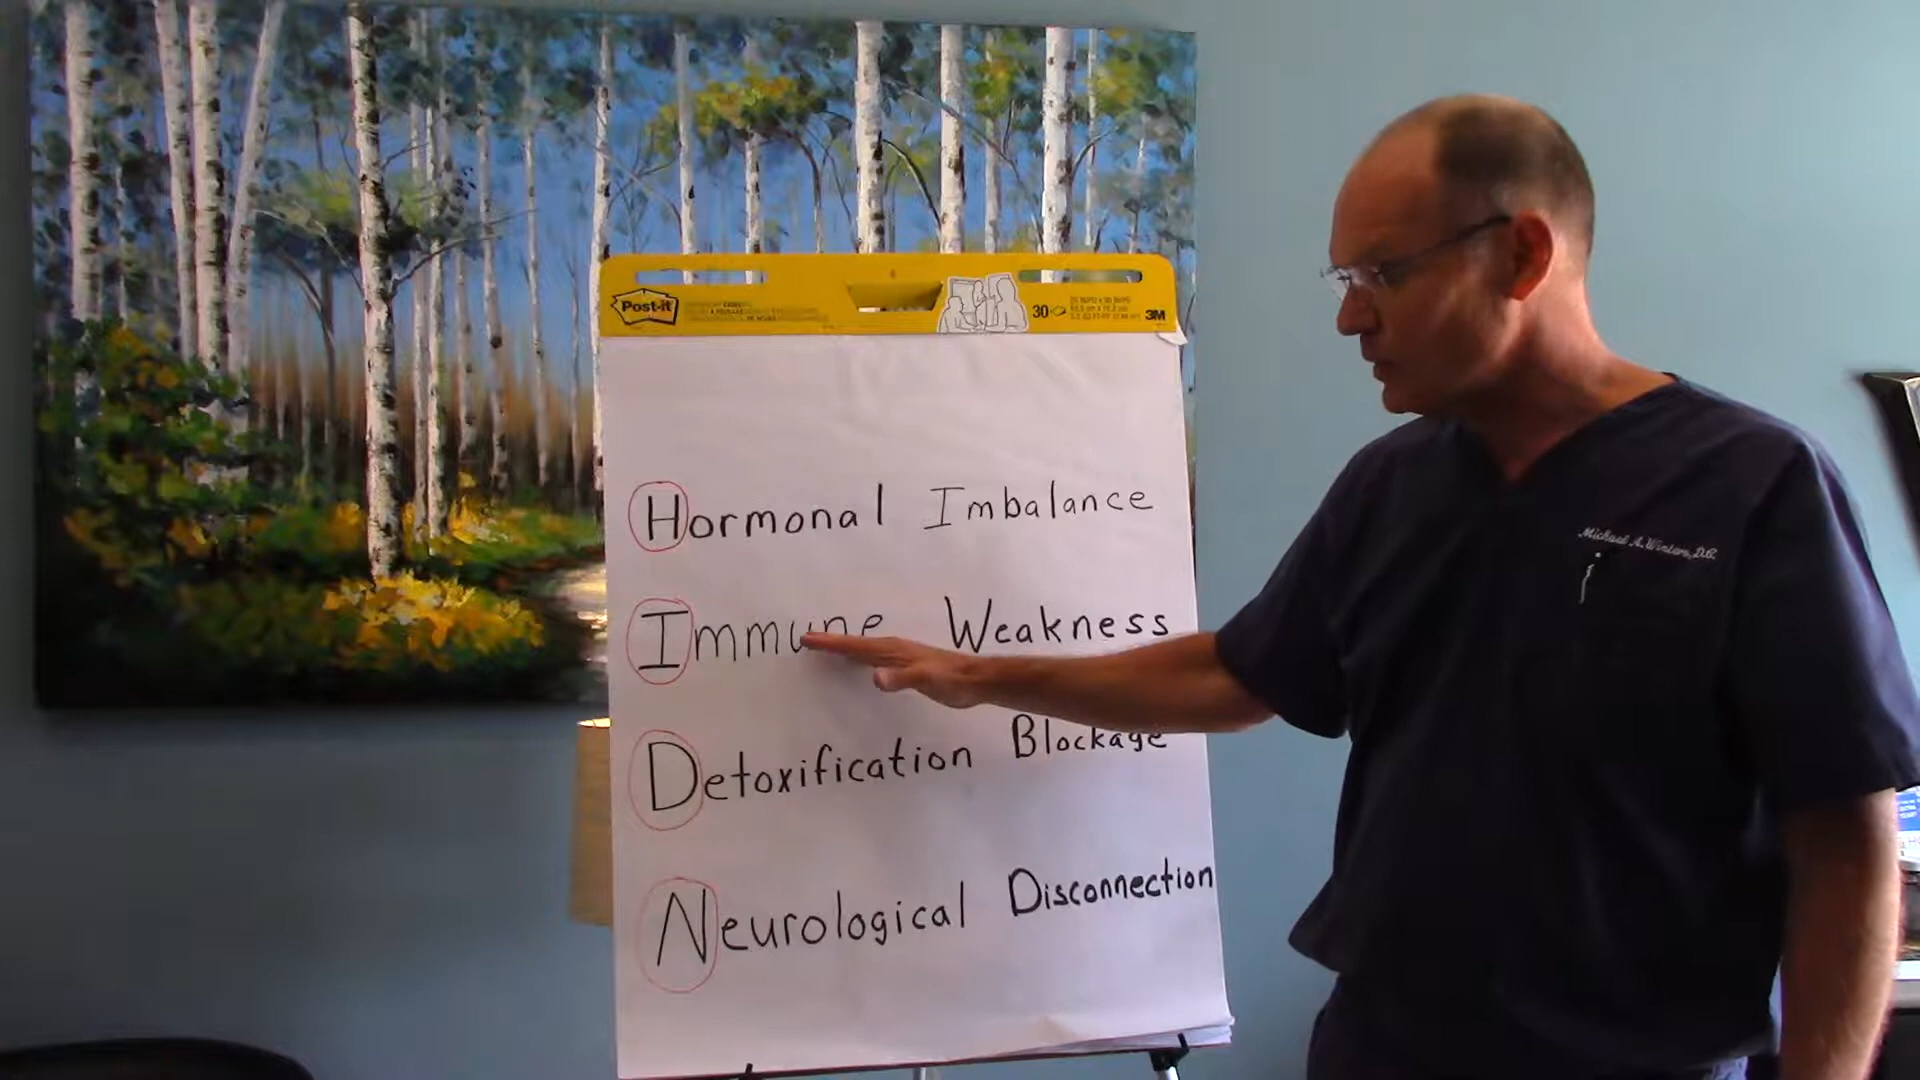 Post-it
30
3M
Hormonal Imbalance
Immune Weakness
Detoxification Blockage
Neurological Disconnection
Michael A. Winters, D.C.